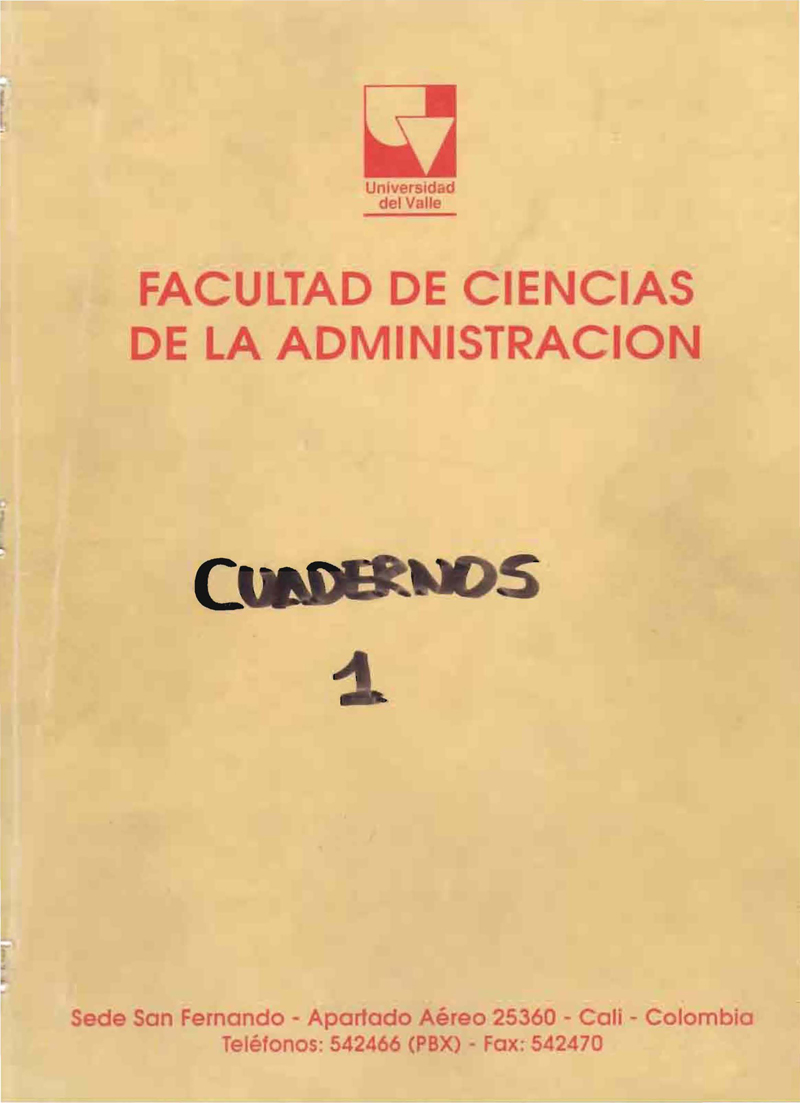 Universidad
del Valle
FACULTAD DE CIENCIAS
DE LA ADMINISTRACION
CUADERNOS
1
Sede San Fernando - Apartado Aéreo 25360 - Cali - Colombia
Teléfonos: 542466 (PBX) - Fax: 542470